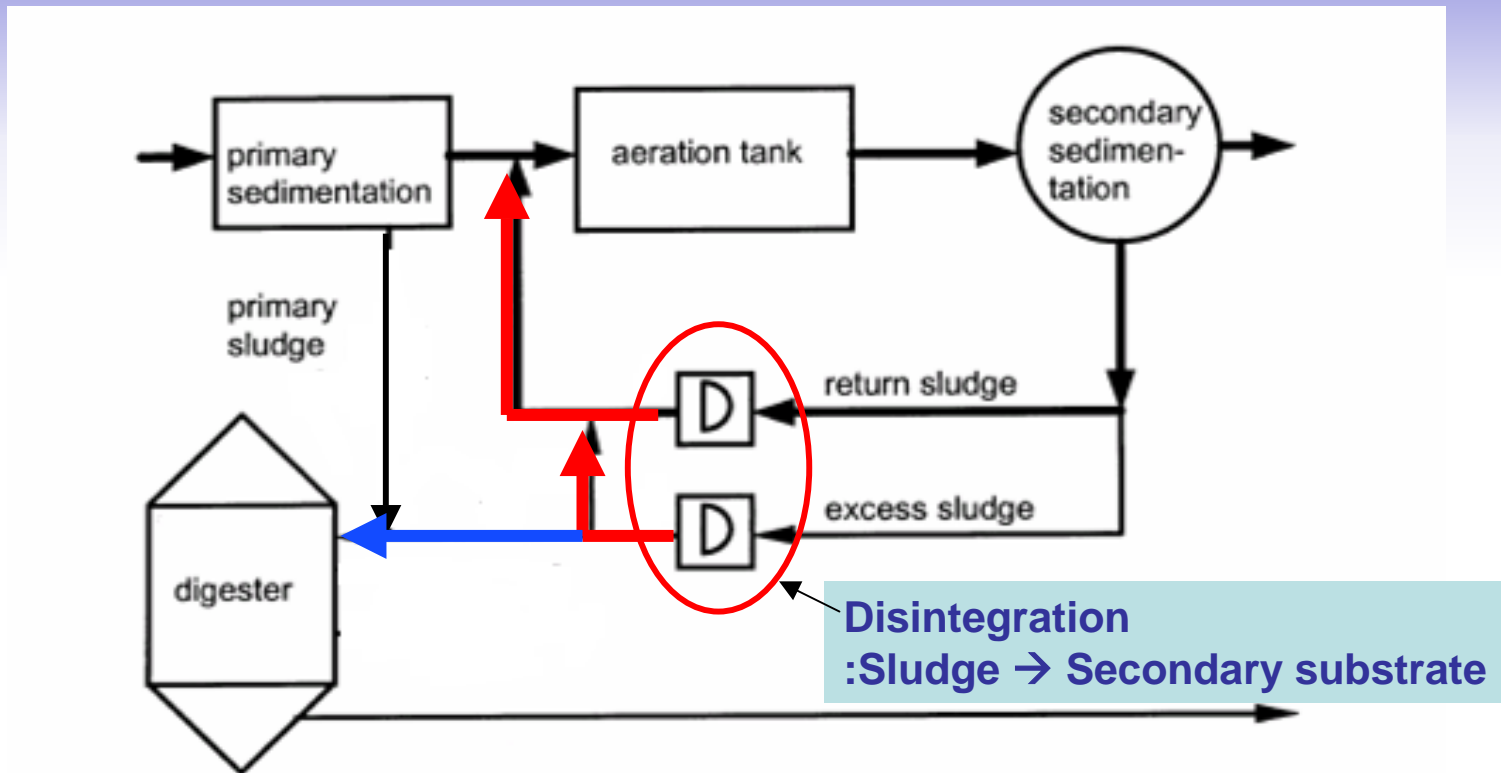 primary
sedimentation
aeration tank
secondary
sedimen-
tation
primary
sludge
return sludge
D
excess sludge
D
digester
Disintegration
:Sludge → Secondary substrate